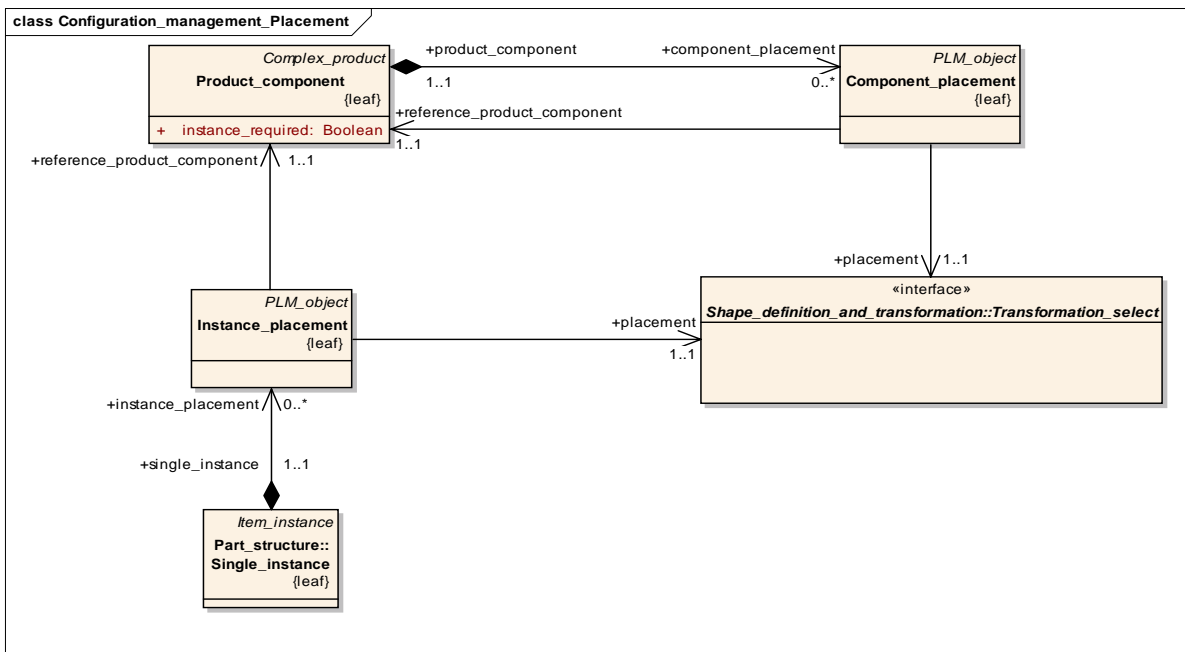 class Configuration_management_Placement
Complex_product
Product_component
{leaf}
+ instance_required: Boolean
+product_component
1..1
+component_placement
0..*
PLM_object
Component_placement
{leaf}
+reference_product_component
1..1
+reference_product_component
1..1
+placement
1..1
«interface»
Shape_definition_and_transformation::Transformation_select
PLM_object
Instance_placement
{leaf}
+placement
1..1
+instance_placement
0..*
+single_instance
1..1
Item_instance
Part_structure::
Single_instance
{leaf}